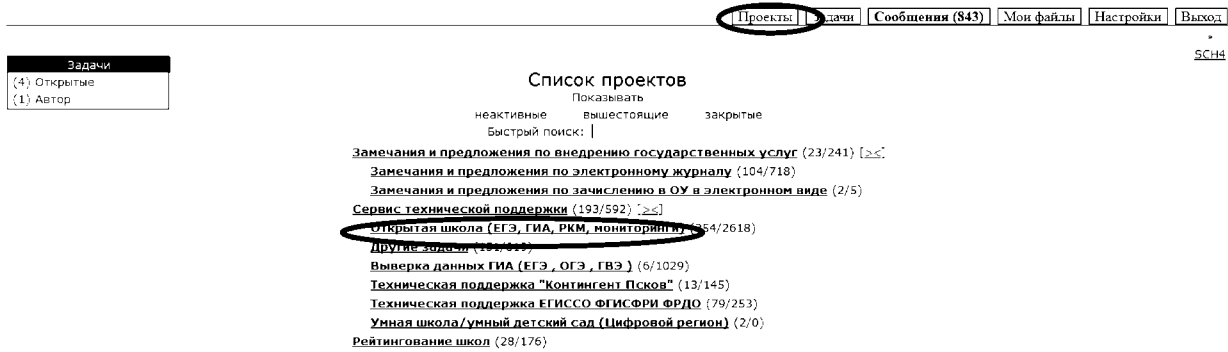 Проекты Задачи Сообщения (843) Мои файлы Настройки Выход
SCH4
Задачи
(4) Открытые
(1) Автор
Список проектов
Показывать
неактивные вышестоящие закрытые
Быстрый поиск:
Замечания и предложения по внедрению государственных услуг (23/241) [><]
Замечания и предложения по электронному журналу (104/718)
Замечания и предложения по зачислению в ОУ в электронном виде (2/5)
Сервис технической поддержки (193/592) [><]
Открытая школа (ЕГЭ, ГИА, РКМ, мониторинги) (254/2618)
Другие задачи
Выверка данных ГИА (ЕГЭ , ОГЭ , ГВЭ ) (6/1029)
Техническая поддержка "Контингент Псков" (13/145)
Техническая поддержка ЕГИССО ФГИСФРИ ФРДО (79/253)
Умная школа/умный детский сад (Цифровой регион) (2/0)
Рейтингование школ (28/176)